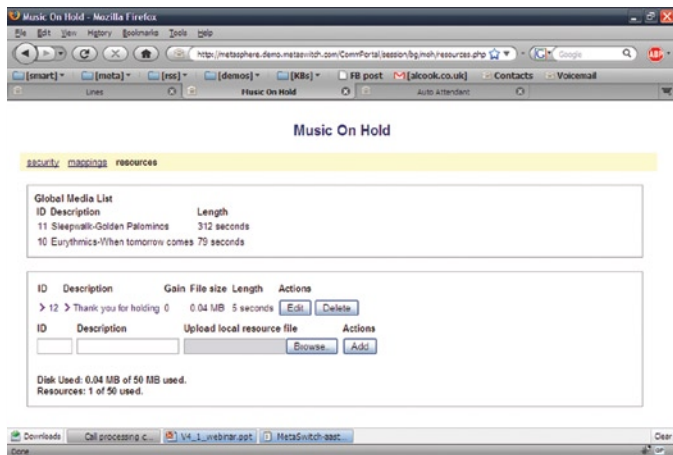 Music On Hold - Mozilla Firefox
File Edit View History Bookmarks Tools Help
http://metasphere.demo.metaswitch.com/CommPortal/session/bg/moh/resources.php Google
[smart] [mota] [rss] [demos] [KBs] FB post [alcook.co.uk] Contacts Voicemail
Lines Music On Hold Auto Attendant
Music On Hold
security mappings resources
Global Media List
ID Description Length
11 Sleepwalk-Golden Palominos 312 seconds
10 Eurythmics-When tomorrow comes 79 seconds
ID Description Gain File size Length Actions
12 Thank you for holding 0 0.04 MB 5 seconds Edit Delete
ID Description Upload local resource file Actions
Browse... Add
Disk Used: 0.04 MB of 50 MB used.
Resources: 1 of 50 used.
Downloads Call processing c... V4_1_webinar.ppt MetaSwitch-aast... Clear
Done